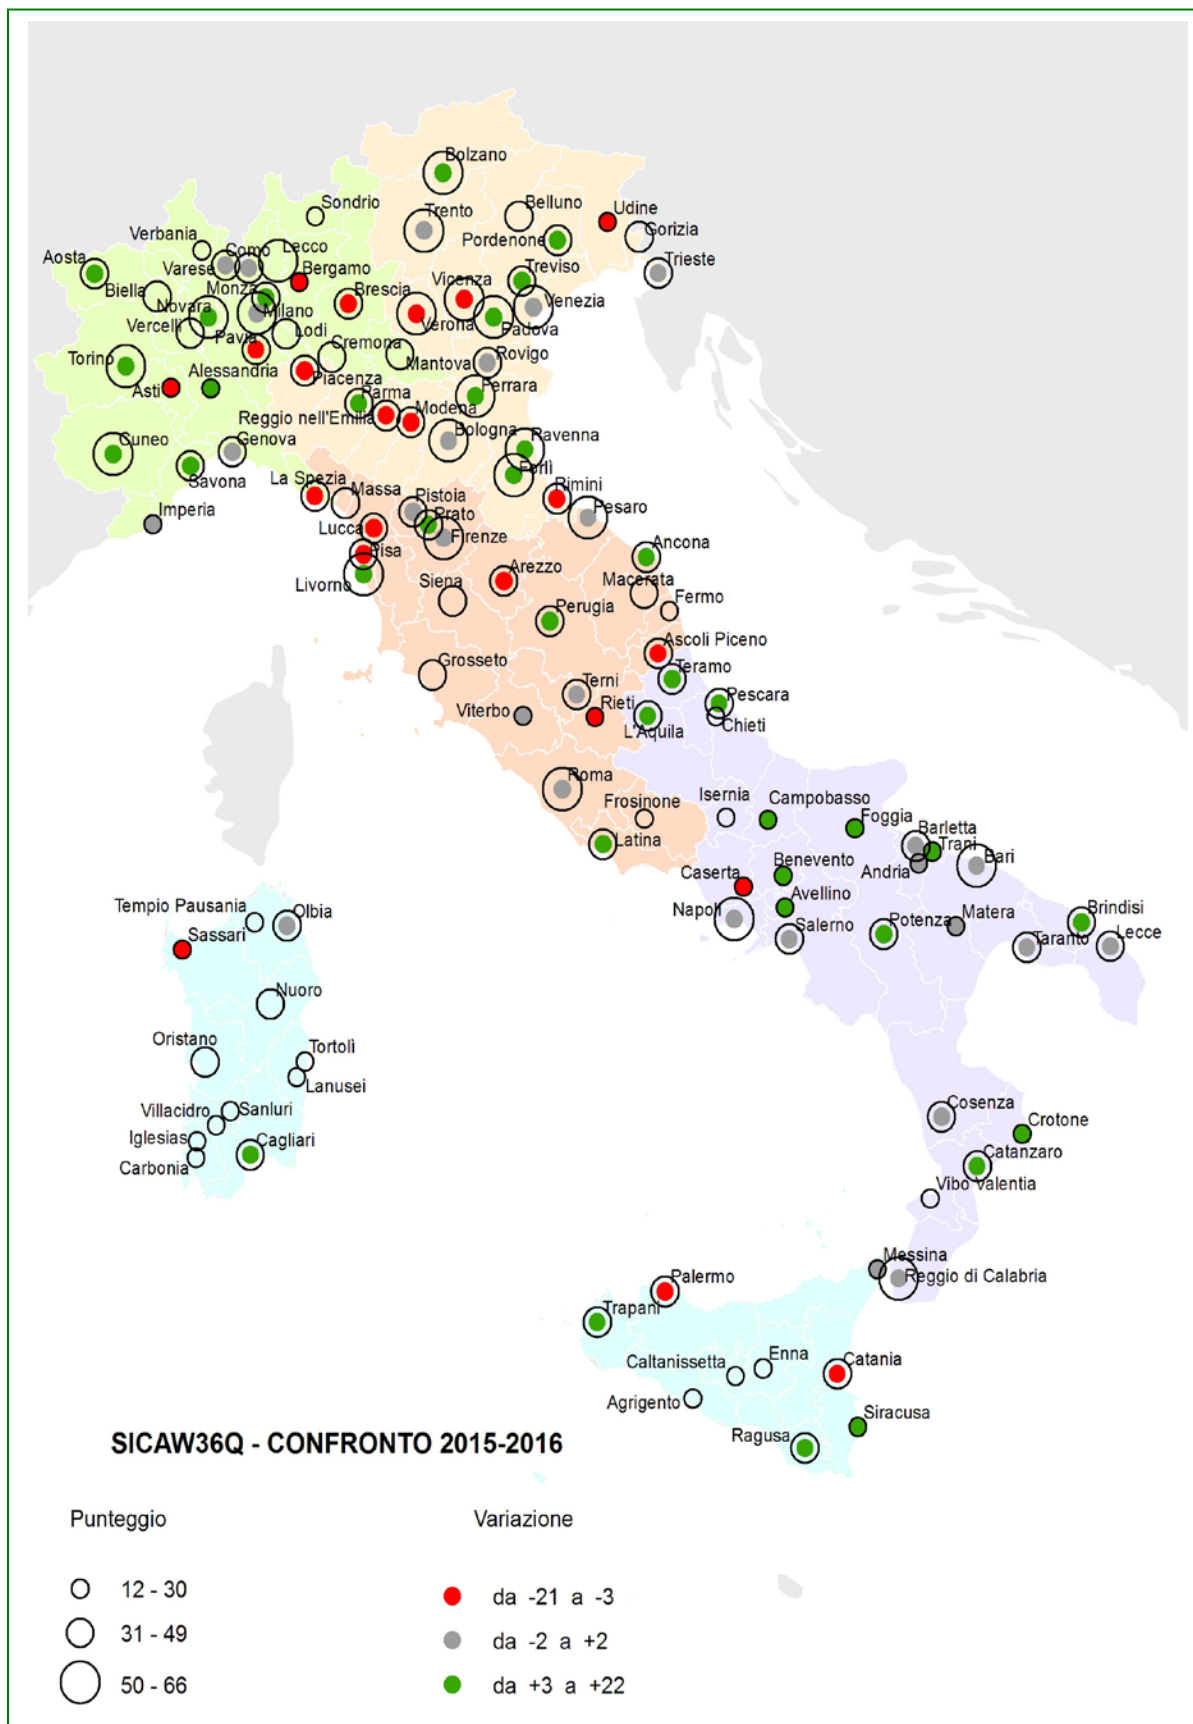 Bolzano
Sondrio
Belluno
Udine
Trento
Gorizia
Verbania
Pordenone
Como
Lecco
Trieste
Aosta
Varese
Bergamo
Vicenza
Treviso
Biella
Monza
Brescia
Venezia
Novara
Milano
Verona
Padova
Vercelli
Lodi
Pavia
Cremona
Rovigo
Torino
Mantova
Alessandria
Piacenza
Asti
Parma
Ferrara
Reggio nell'Emilia
Modena
Cuneo
Genova
Bologna
Ravenna
Forlì
Savona
La Spezia
Massa
Rimini
Imperia
Pistoia
Pesaro
Prato
Lucca
Firenze
Pisa
Ancona
Livorno
Siena
Arezzo
Macerata
Perugia
Fermo
Ascoli Piceno
Grosseto
Teramo
Terni
Pescara
Viterbo
Rieti
Chieti
L'Aquila
Roma
Isernia
Campobasso
Frosinone
Foggia
Barletta
Latina
Trani
Bari
Benevento
Andria
Caserta
Avellino
Tempio Pausania
Olbia
Napoli
Matera
Brindisi
Sassari
Salerno
Potenza
Taranto
Lecce
Nuoro
Oristano
Tortolì
Lanusei
Villacidro
Sanluri
Cosenza
Crotone
Iglesias
Cagliari
Carbonia
Catanzaro
Vibo Valentia
Messina
Palermo
Reggio di Calabria
Trapani
Enna
Catania
Caltanissetta
Agrigento
Siracusa
Ragusa
SICAW36Q - CONFRONTO 2015-2016
Punteggio
Variazione
12 - 30
da -21 a -3
31 - 49
da -2 a +2
50 - 66
da +3 a +22